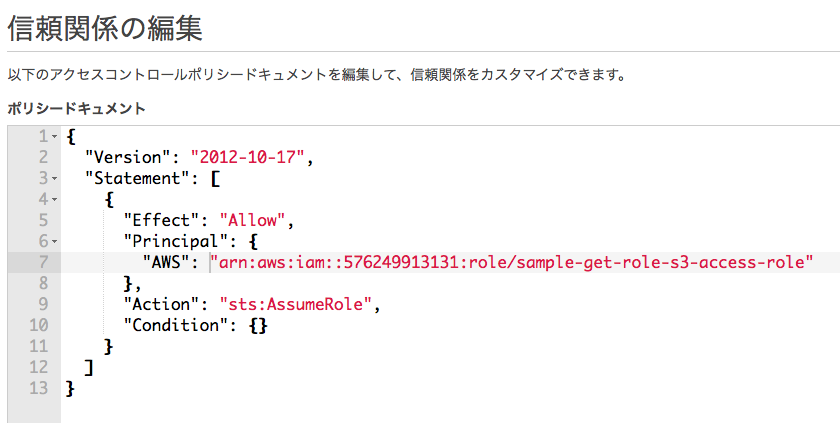 信頼関係の編集
以下のアクセスコントロールポリシードキュメントを編集して、信頼関係をカスタマイズできます。
ポリシードキュメント
1 {
2   "Version": "2012-10-17",
3   "Statement": [
4     {
5       "Effect": "Allow",
6       "Principal": {
7         "AWS": "arn:aws:iam::576249913131:role/sample-get-role-s3-access-role"
8       },
9       "Action": "sts:AssumeRole",
10       "Condition": {}
11     }
12   ]
13 }